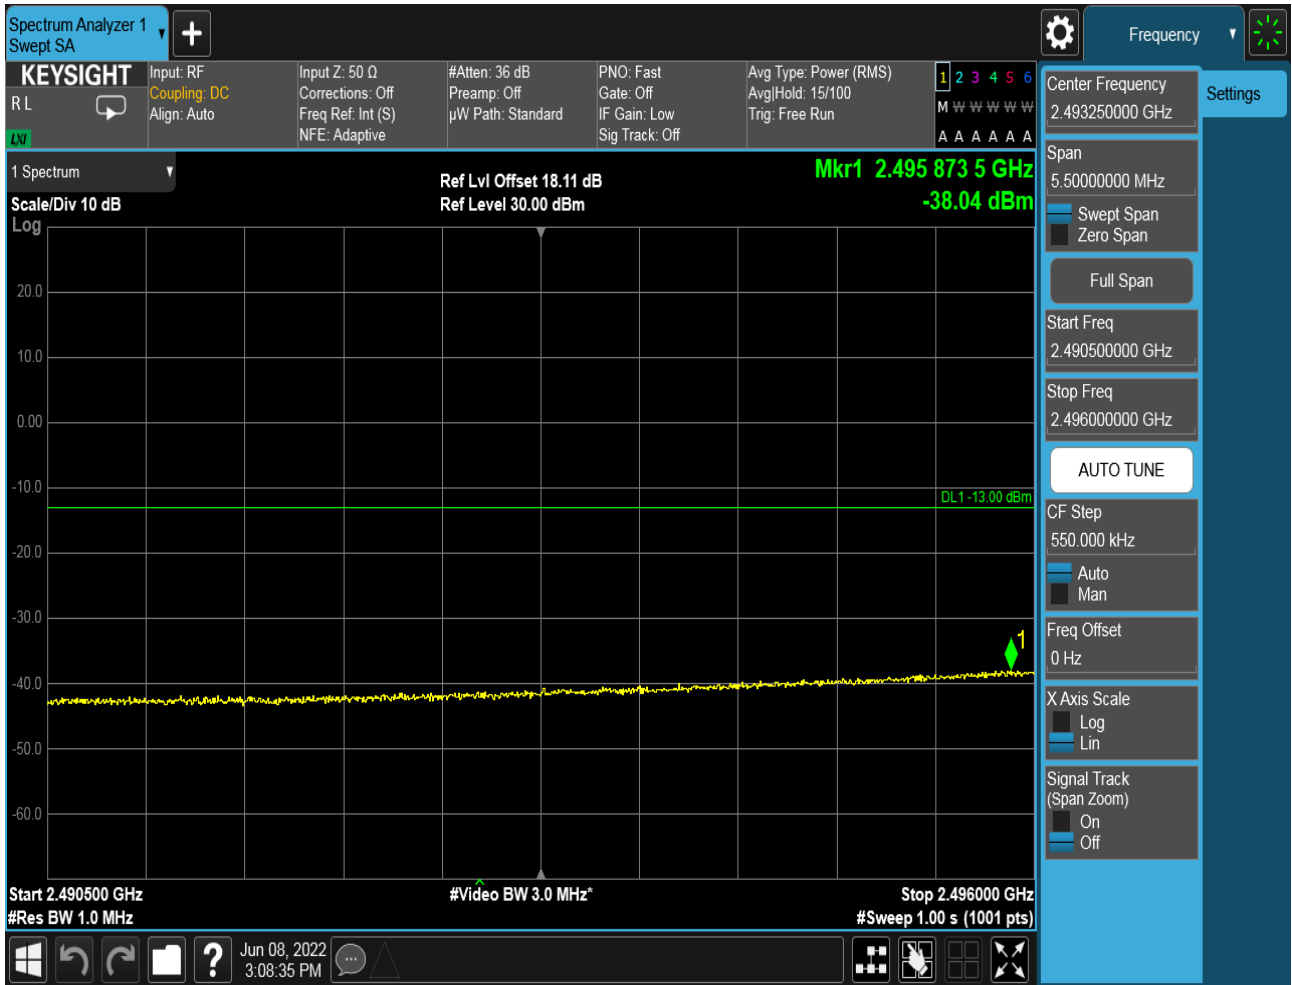 Spectrum Analyzer 1
Swept SA
Frequency
KEYSIGHT
R L
LXI
Input: RF
Coupling: DC
Align: Auto
Input Z: 50 Ω
Corrections: Off
Freq Ref: Int (S)
NFE: Adaptive
#Atten: 36 dB
Preamp: Off
µW Path: Standard
PNO: Fast
Gate: Off
IF Gain: Low
Sig Track: Off
Avg Type: Power (RMS)
Avg|Hold: 15/100
Trig: Free Run
1 2 3 4 5 6
M W W W W W
A A A A A A
1 Spectrum
Scale/Div 10 dB
Log
Ref Lvl Offset 18.11 dB
Ref Level 30.00 dBm
Mkr1 2.495 873 5 GHz
-38.04 dBm
20.0
10.0
0.00
-10.0
-20.0
-30.0
-40.0
-50.0
-60.0
DL1 -13.00 dBm
1
Start 2.490500 GHz
#Res BW 1.0 MHz
#Video BW 3.0 MHz*
Stop 2.496000 GHz
#Sweep 1.00 s (1001 pts)
Jun 08, 2022
3:08:35 PM
?
Center Frequency
2.493250000 GHz
Settings
Span
5.50000000 MHz
Swept Span
Zero Span
Full Span
Start Freq
2.490500000 GHz
Stop Freq
2.496000000 GHz
AUTO TUNE
CF Step
550.000 kHz
Auto
Man
Freq Offset
0 Hz
X Axis Scale
Log
Lin
Signal Track
(Span Zoom)
On
Off